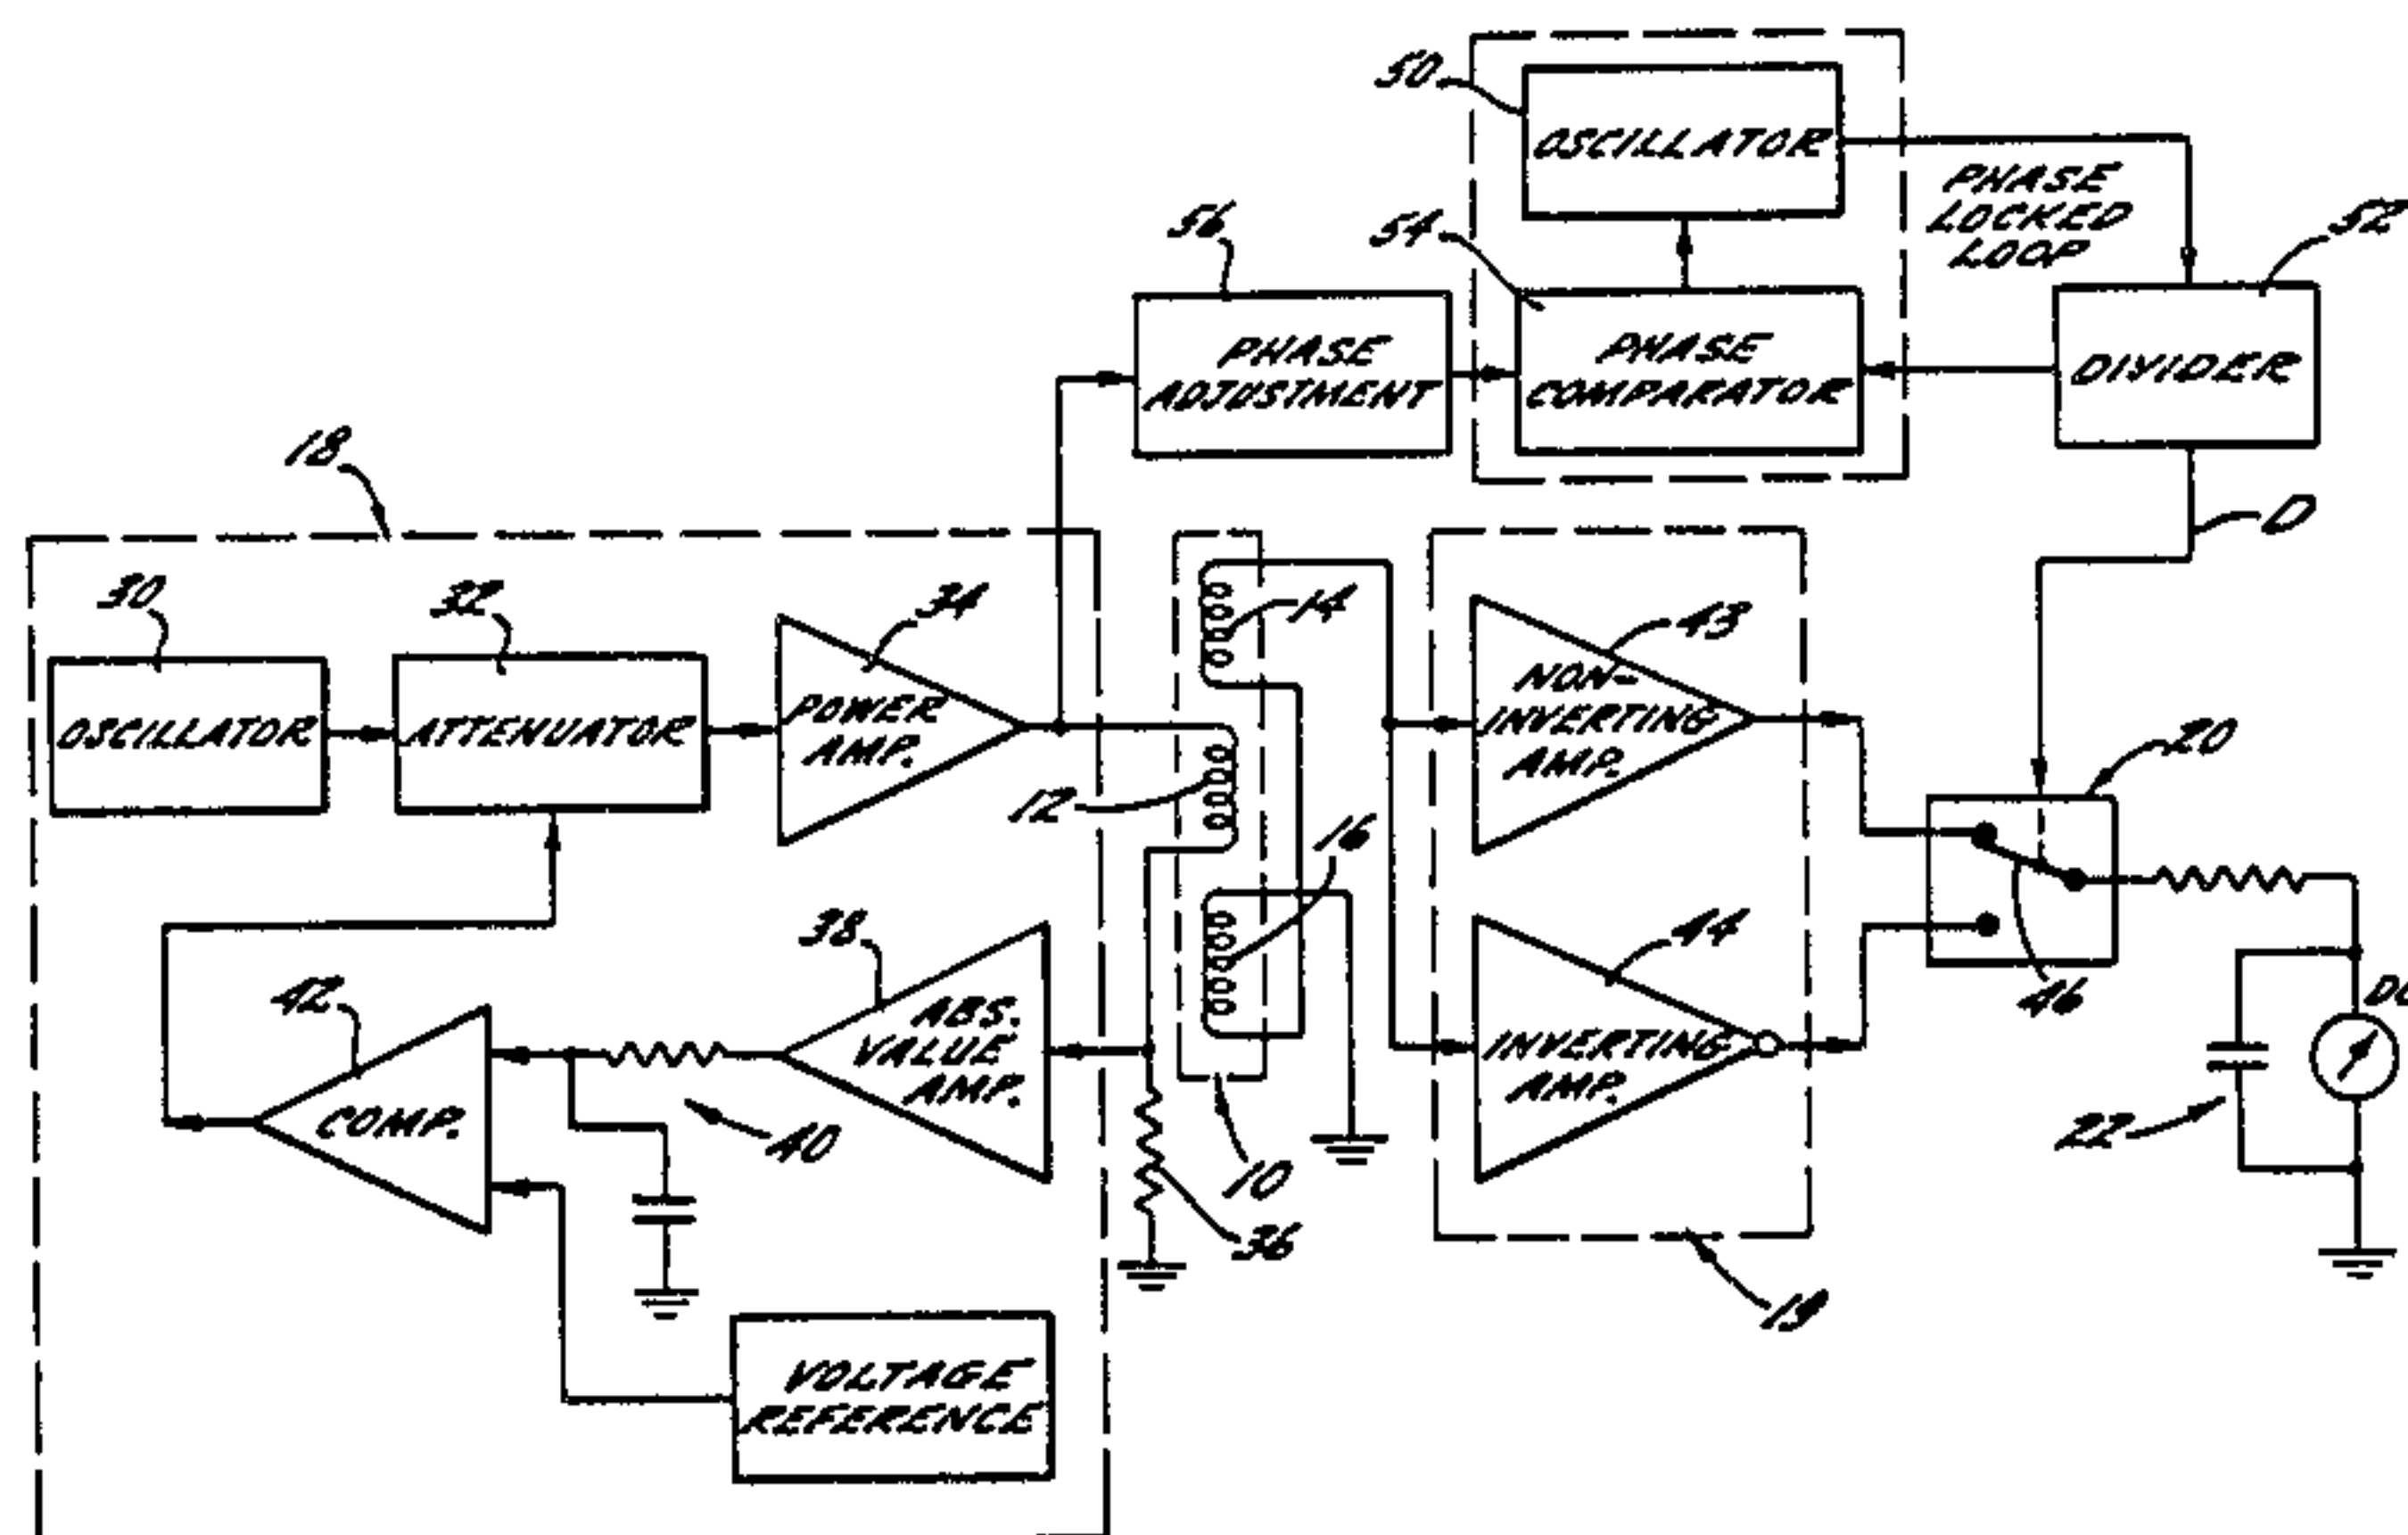 50
OSCILLATOR
PHASE
LOCKED
LOOP
56
54
52
PHASE
ADJUSTMENT
PHASE
COMPARATOR
DIVIDER
18
D
30
32
34
14
43
OSCILLATOR
ATTENUATOR
POWER
AMP.
NON-
INVERTING
AMP.
20
12
16
38
44
42
46
DC
ABS.
VALUE
AMP.
INVERTING
AMP.
COMP.
40
10
22
36
19
VOLTAGE
REFERENCE